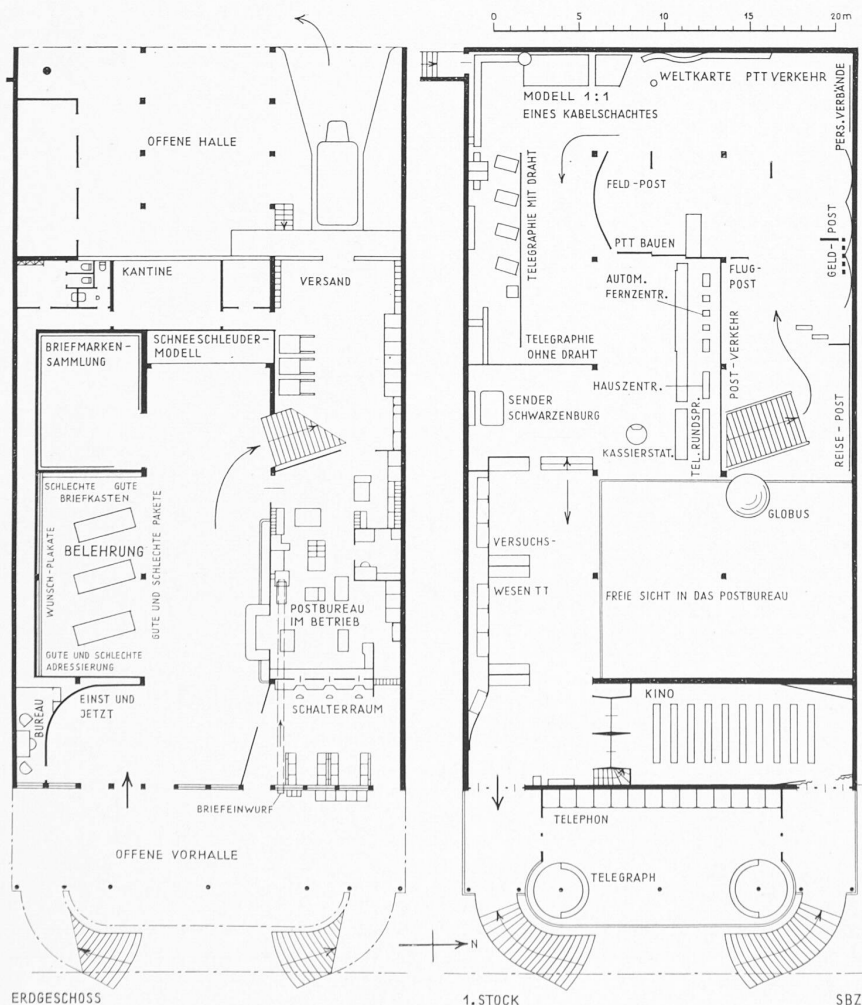 0 5 10 15 20 m
OFFENE HALLE
KANTINE
VERSAND
SCHNEESCHLEUDER-
MODELL
BRIEFMARKEN-
SAMMLUNG
SCHLECHTE GUTE
BRIEFKASTEN
WUNSCH-PLAKATE
BELEHRUNG
GUTE UND SCHLECHTE PAKETE
GUTE UND SCHLECHTE
ADRESSIERUNG
POSTBUREAU
IM BETRIEB
EINST UND
JETZT
BUREAU
SCHALTERRAUM
BRIEFEINWURF
OFFENE VORHALLE
ERDGESCHOSS
N
WELTKARTE PTT VERKEHR
MODELL 1:1
EINES KABELSCHACHTES
PERS.VERBÄNDE
TELEGRAPHIE MIT DRAHT
FELD-POST
PTT BAUEN
GELD-POST
FLUG-
POST
AUTOM.
FERNZENTR.
TELEGRAPHIE
OHNE DRAHT
POST-VERKEHR
HAUSZENTR.
SENDER
SCHWARZENBURG
KASSIERSTAT.
TEL. RUNDSPR.
REISE-POST
GLOBUS
VERSUCHS-
WESEN TT
FREIE SICHT IN DAS POSTBUREAU
KINO
TELEPHON
TELEGRAPH
1.STOCK
SBZ